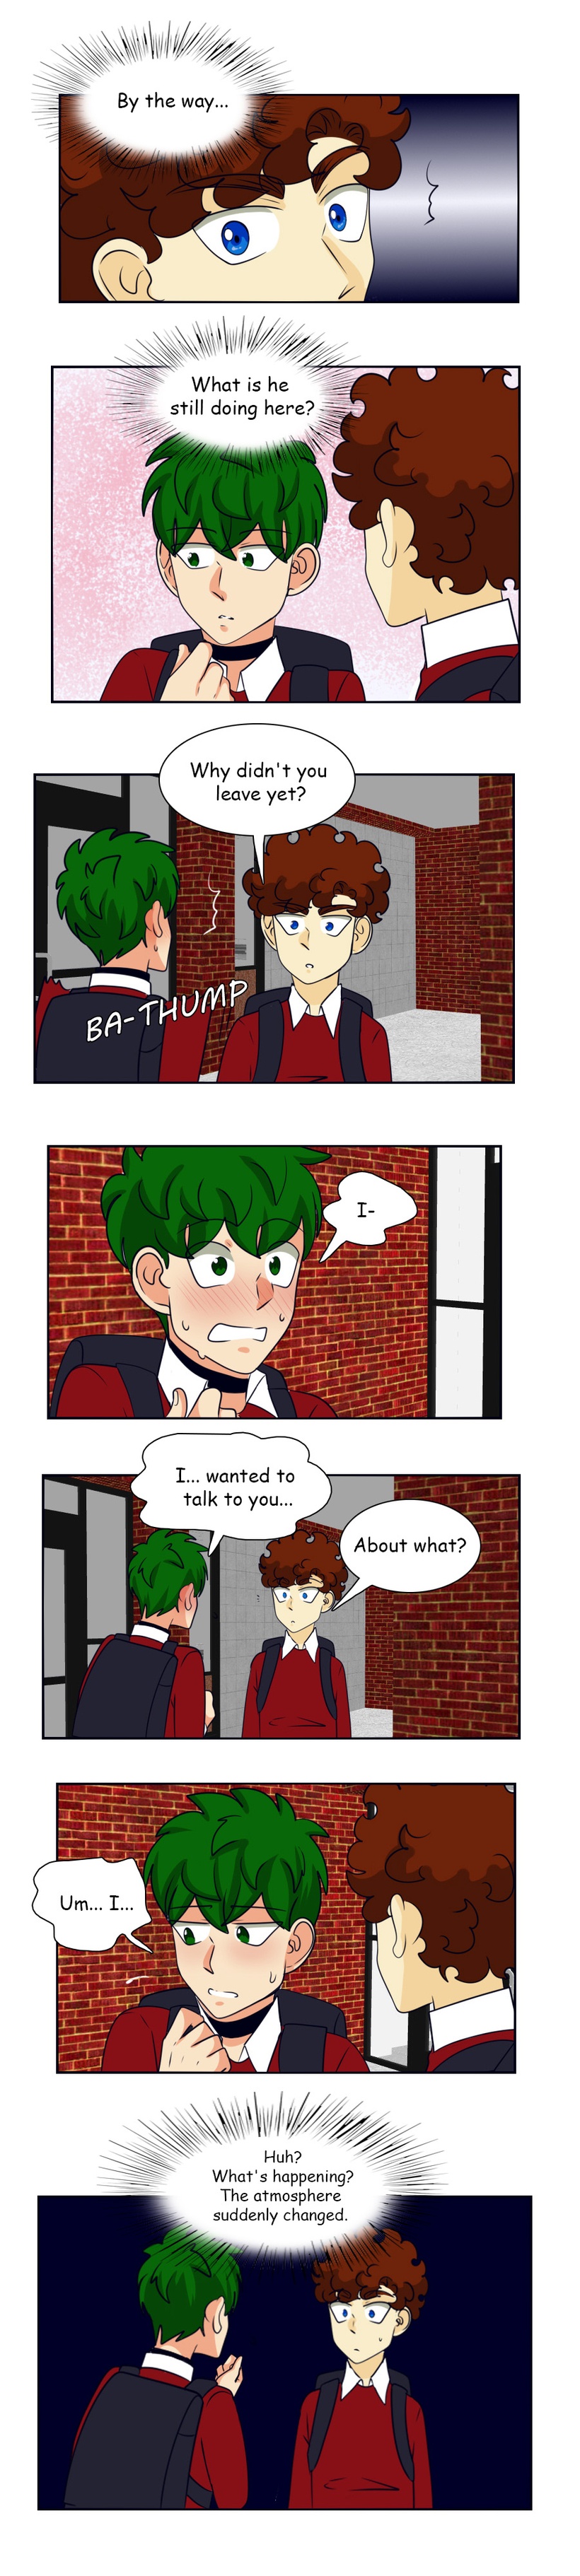 By the way...
What is he
still doing here?
Why didn't you
leave yet?
BA-THUMP
I-
I... wanted to
talk to you...
About what?
Um... I...
Huh?
What's happening?
The atmosphere
suddenly changed.